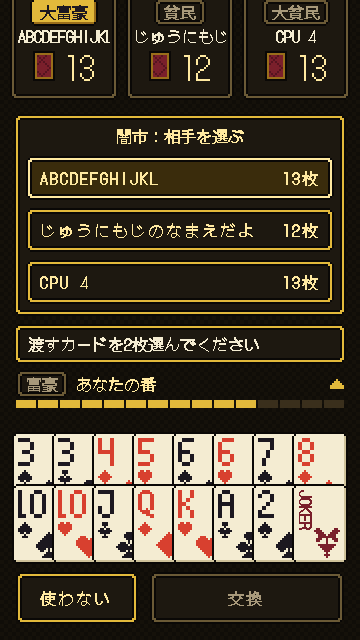 大富豪 貧民 大貧民
ABCDEFGHIJKL じゅうにもじ CPU 4
13 12 13
闇市：相手を選ぶ
ABCDEFGHIJKL 13枚
じゅうにもじのなまえだよ 12枚
CPU 4 13枚
渡すカードを2枚選んでください
富豪 あなたの番
3 3 4 5 6 6 7 8
10 10 J Q K A 2 JOKER
使わない 交換